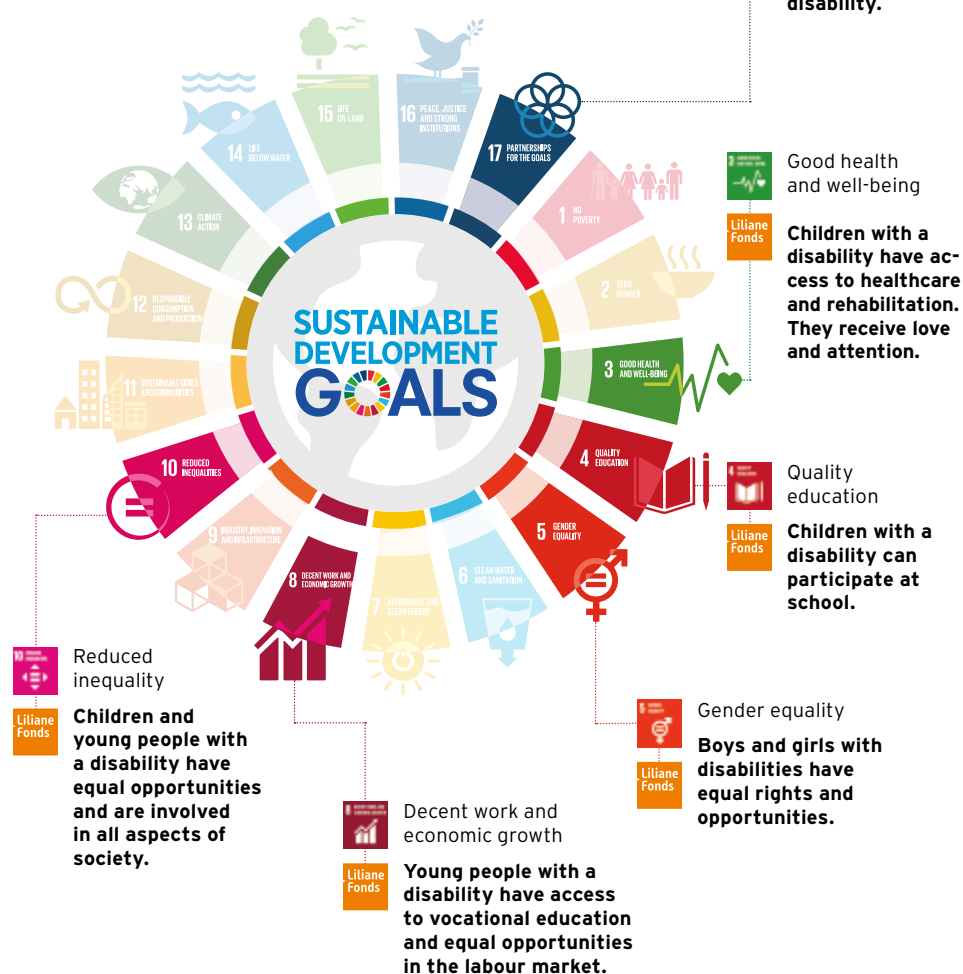 disability.
15 LIFE
ON LAND
16 PEACE, JUSTICE
AND STRONG
INSTITUTIONS
14 LIFE
BELOW WATER
17 PARTNERSHIPS
FOR THE GOALS
13 CLIMATE
ACTION
1 NO
POVERTY
12 RESPONSIBLE
CONSUMPTION
AND PRODUCTION
2 ZERO
HUNGER
11 SUSTAINABLE CITIES
AND COMMUNITIES
3 GOOD HEALTH
AND WELL-BEING
SUSTAINABLE
DEVELOPMENT
GOALS
10 REDUCED
INEQUALITIES
4 QUALITY
EDUCATION
9 INDUSTRY, INNOVATION
AND INFRASTRUCTURE
5 GENDER
EQUALITY
8 DECENT WORK AND
ECONOMIC GROWTH
7 AFFORDABLE AND
CLEAN ENERGY
6 CLEAN WATER
AND SANITATION
3
Good health
and well-being
Liliane
Fonds
Children with a
disability have ac-
cess to healthcare
and rehabilitation.
They receive love
and attention.
4
Quality
education
Liliane
Fonds
Children with a
disability can
participate at
school.
5
Gender equality
Liliane
Fonds
Boys and girls with
disabilities have
equal rights and
opportunities.
8
Decent work and
economic growth
Liliane
Fonds
Young people with a
disability have access
to vocational education
and equal opportunities
in the labour market.
10
Reduced
inequality
Liliane
Fonds
Children and
young people with
a disability have
equal opportunities
and are involved
in all aspects of
society.